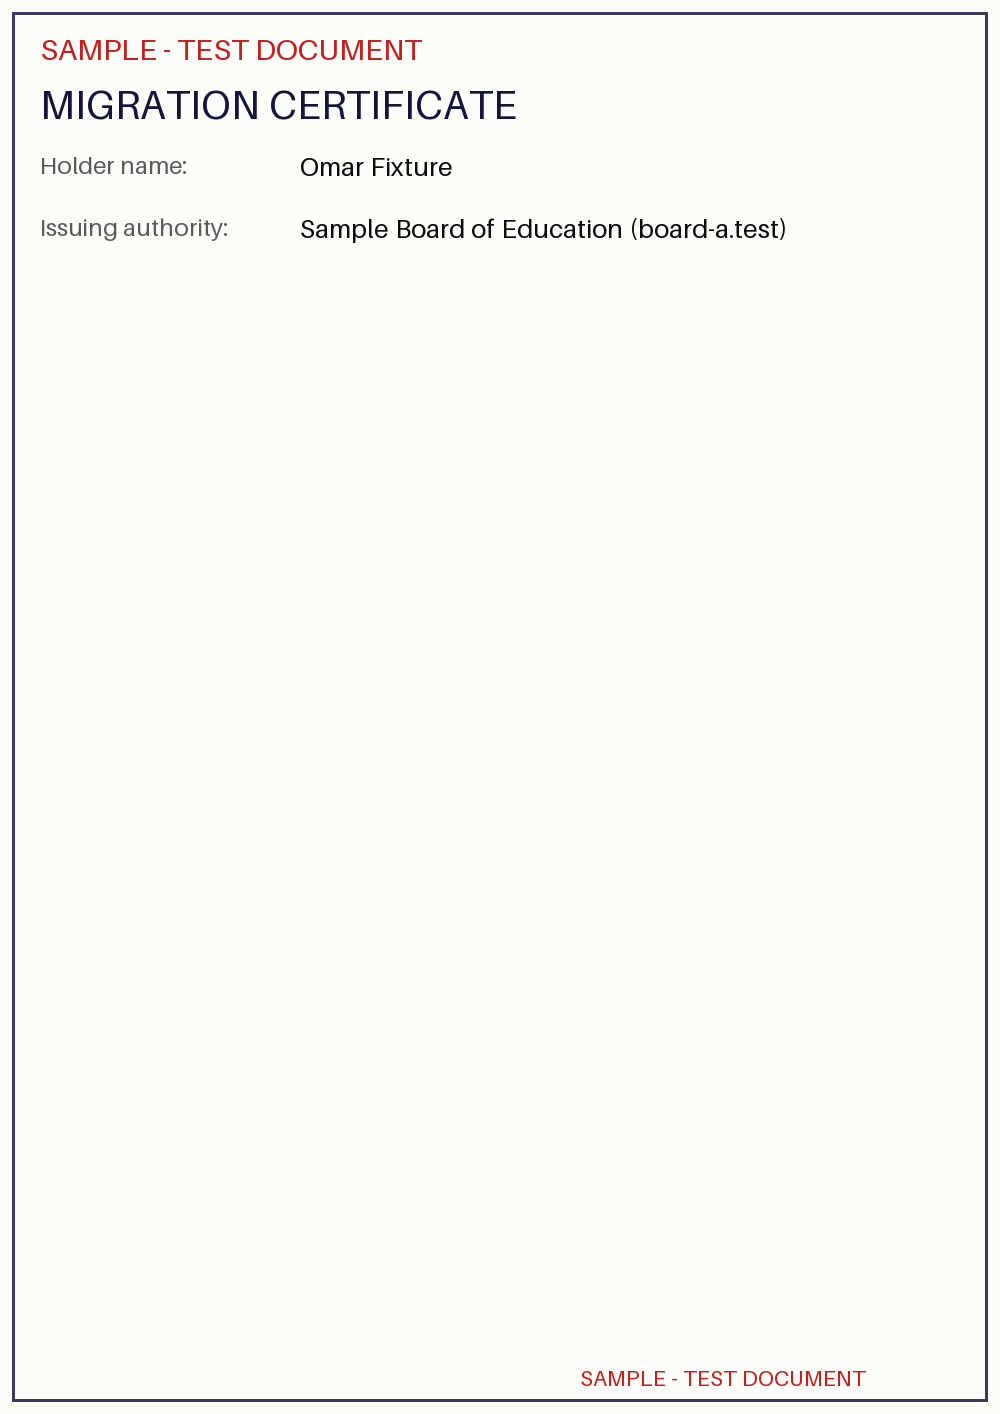 SAMPLE - TEST DOCUMENT
MIGRATION CERTIFICATE
Holder name: Omar Fixture
Issuing authority: Sample Board of Education (board-a.test)
SAMPLE - TEST DOCUMENT